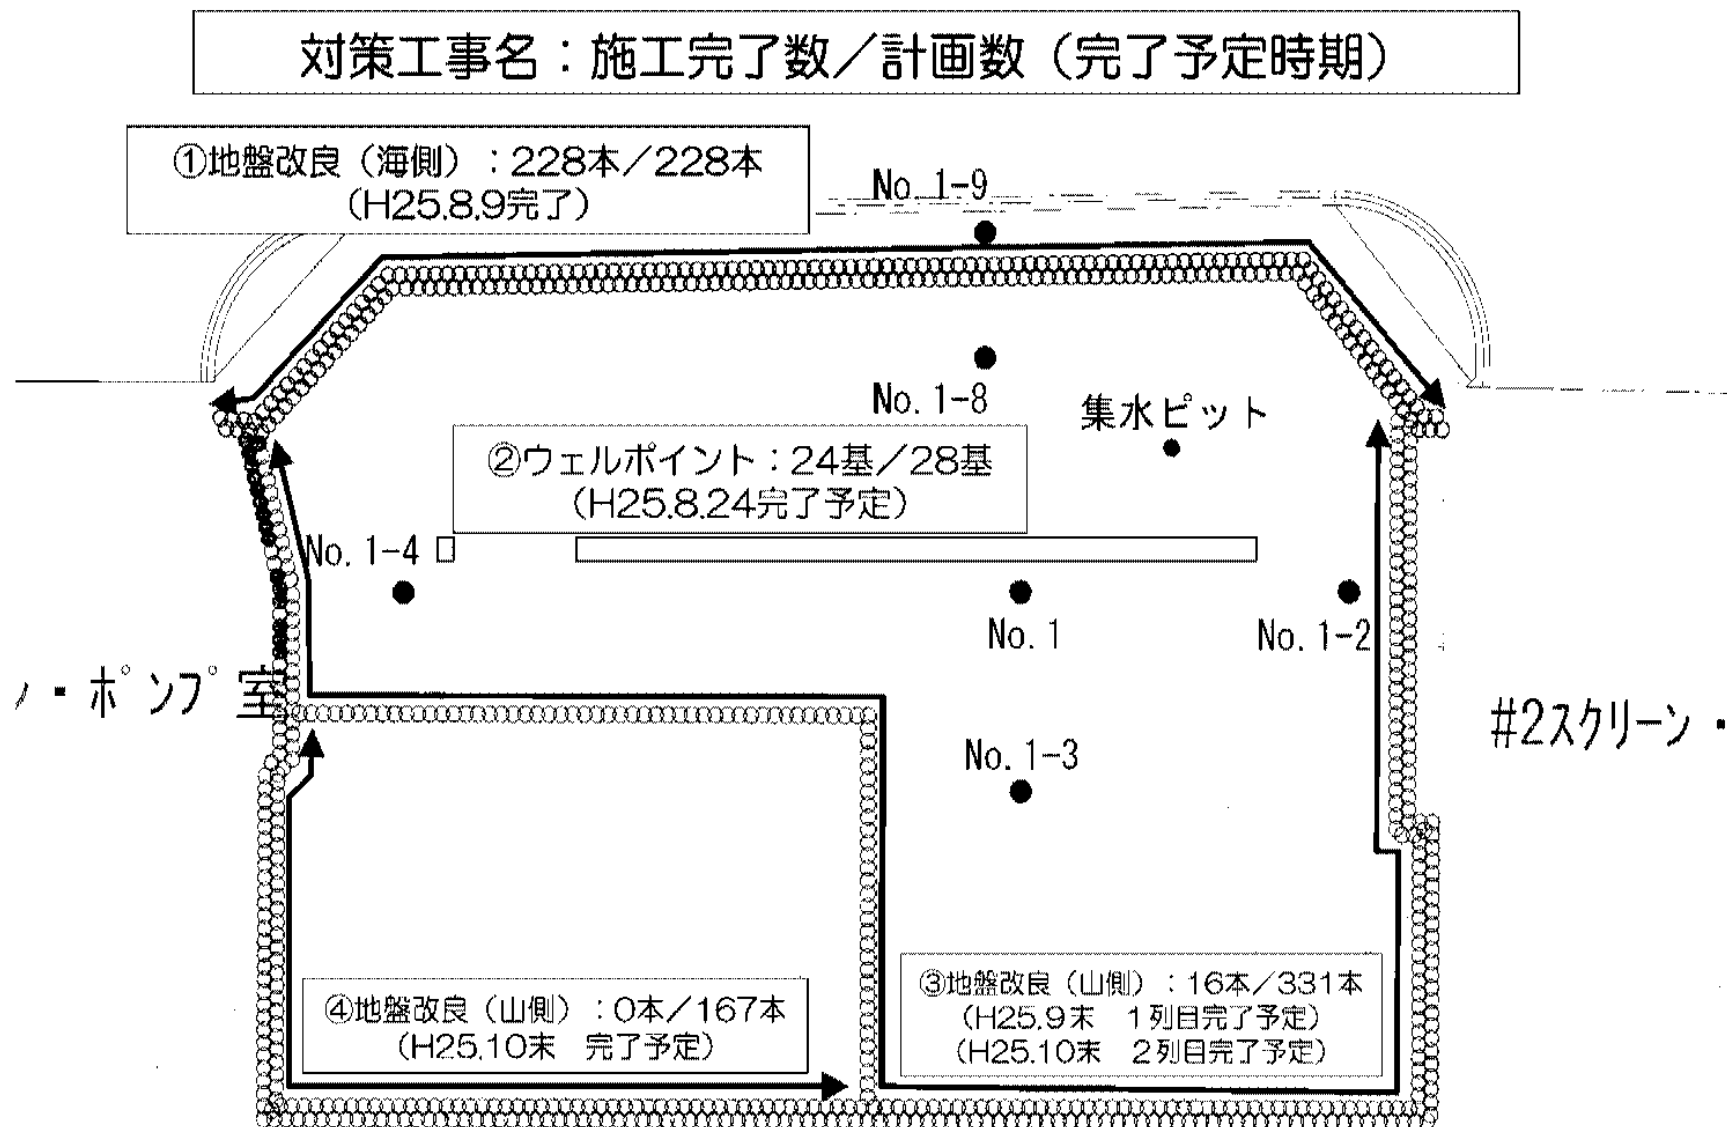 対策工事名：施工完了数／計画数（完了予定時期）
①地盤改良（海側）：228本／228本
（H25.8.9完了）
No. 1-9
No. 1-8
集水ピット
②ウェルポイント：24基／28基
（H25.8.24完了予定）
No. 1-4
No. 1
No. 1-2
ン・ポンプ室
#2スクリーン・
No. 1-3
④地盤改良（山側）：0本／167本
（H25.10末　完了予定）
③地盤改良（山側）：16本／331本
（H25.9末　1列目完了予定）
（H25.10末　2列目完了予定）